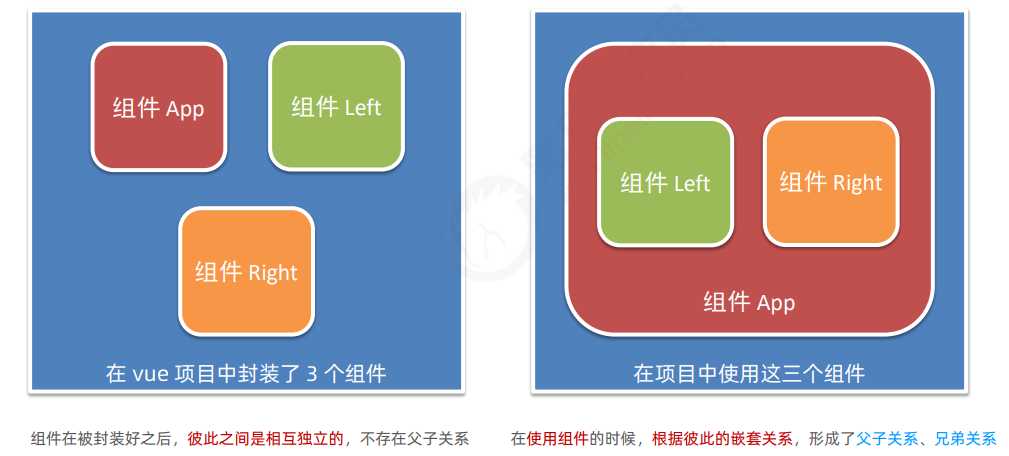 组件 App
组件 Left
组件 Right
在 vue 项目中封装了 3 个组件
组件在被封装好之后，彼此之间是相互独立的，不存在父子关系
组件 Left
组件 Right
组件 App
在项目中使用这三个组件
在使用组件的时候，根据彼此的嵌套关系，形成了父子关系、兄弟关系